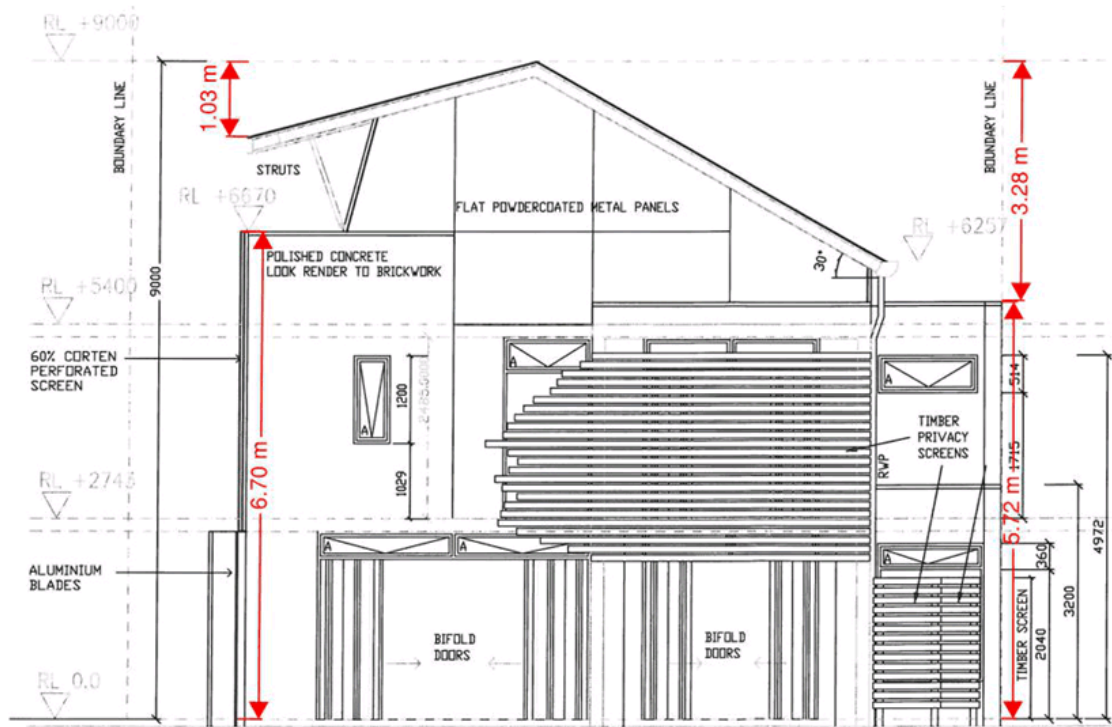 RL +9000
1.03 m
BOUNDARY LINE
BOUNDARY LINE
3.28 m
STRUTS
RL +6670
FLAT POWDERCOATED METAL PANELS
RL +6257
POLISHED CONCRETE
LOOK RENDER TO BRICKWORK
30°
9000
RL +5400
60% CORTEN
PERFORATED
SCREEN
A
A
A
1200
514
TIMBER
PRIVACY
SCREENS
A
1029
1715
RWP
6.70 m
5.72 m
4972
RL +2743
A
A
A
360
ALUMINIUM
BLADES
3200
BIFOLD
DOORS
BIFOLD
DOORS
TIMBER SCREEN
2040
RL 0.0